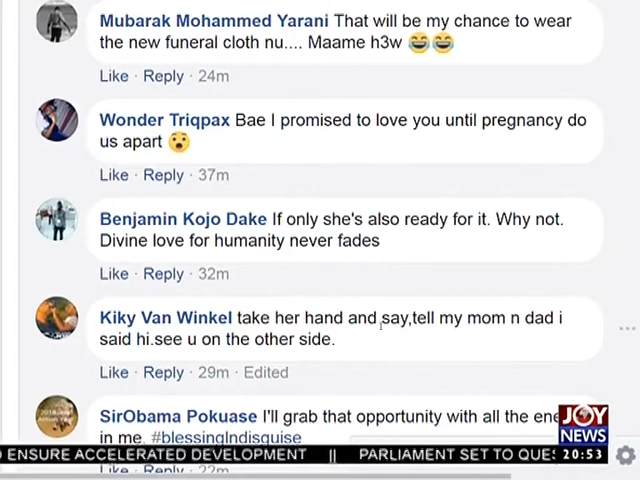 Mubarak Mohammed Yarani That will be my chance to wear
the new funeral cloth nu.... Maame h3w 😂😂
Like · Reply · 24m
Wonder Triqpax Bae I promised to love you until pregnancy do
us apart 😯
Like · Reply · 37m
Benjamin Kojo Dake If only she's also ready for it. Why not.
Divine love for humanity never fades
Like · Reply · 32m
Kiky Van Winkel take her hand and say,tell my mom n dad i
said hi.see u on the other side.
Like · Reply · 29m · Edited
SirObama Pokuase I'll grab that opportunity with all the
in me. #blessingIndisguise
Like · Reply · 22m
JOY
NEWS
20:53
O ENSURE ACCELERATED DEVELOPMENT || PARLIAMENT SET TO